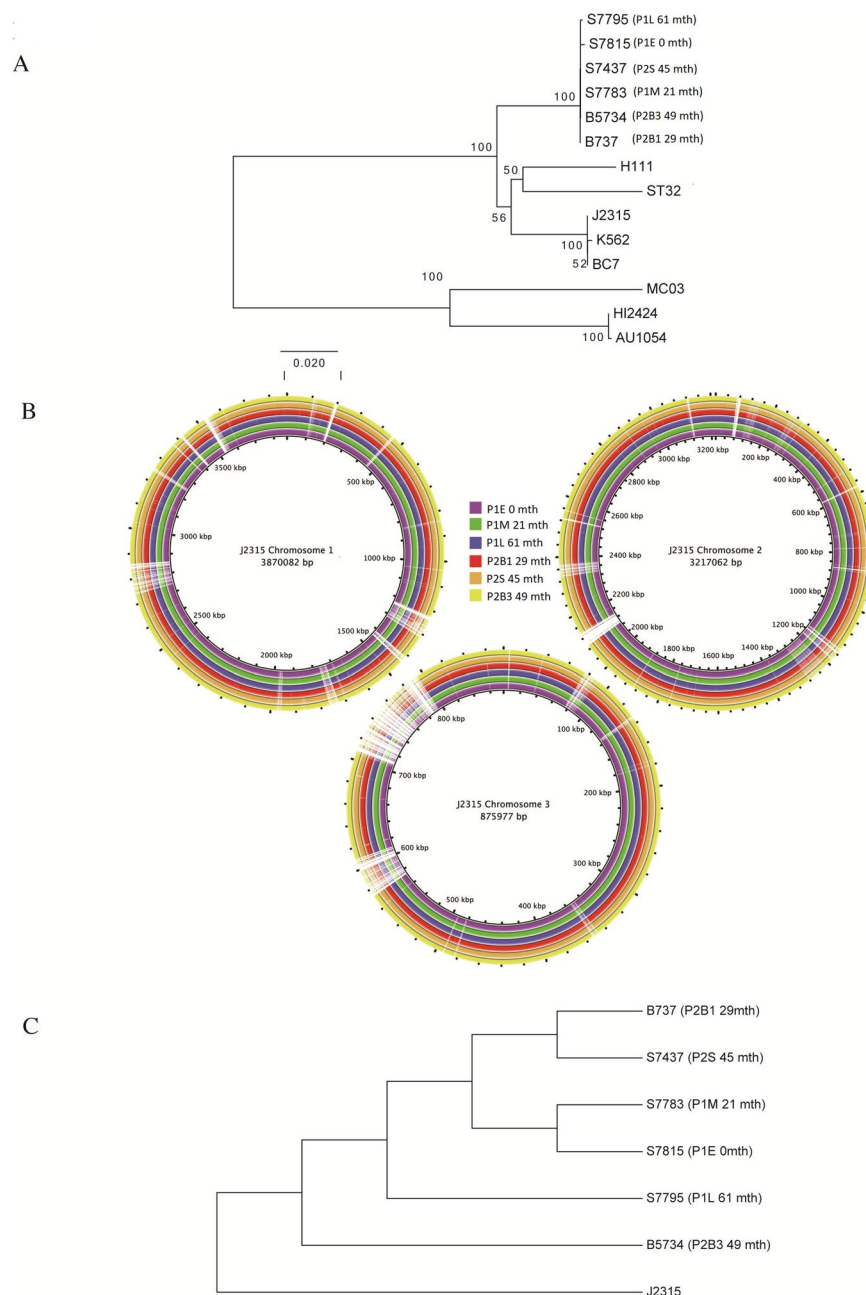 A
S7795 (P1L 61 mth)
S7815 (P1E 0 mth)
S7437 (P2S 45 mth)
S7783 (P1M 21 mth)
100
B5734 (P2B3 49 mth)
B737 (P2B1 29 mth)
100
50
H111
ST32
56
J2315
100
K562
52
BC7
100
MC03
HI2424
100
AU1054
0.020
B
3500 kbp
500 kbp
3000 kbp
J2315 Chromosome 1
3870082 bp
1000 kbp
2500 kbp
1500 kbp
2000 kbp
P1E 0 mth
P1M 21 mth
P1L 61 mth
P2B1 29 mth
P2S 45 mth
P2B3 49 mth
3200 kbp
3000 kbp
200 kbp
2800 kbp
400 kbp
2600 kbp
600 kbp
2400 kbp
J2315 Chromosome 2
3217062 bp
800 kbp
2200 kbp
1000 kbp
2000 kbp
1200 kbp
1800 kbp
1600 kbp
1400 kbp
800 kbp
100 kbp
700 kbp
J2315 Chromosome 3
875977 bp
200 kbp
600 kbp
300 kbp
500 kbp
400 kbp
C
B737 (P2B1 29mth)
S7437 (P2S 45 mth)
S7783 (P1M 21 mth)
S7815 (P1E 0mth)
S7795 (P1L 61 mth)
B5734 (P2B3 49 mth)
J2315